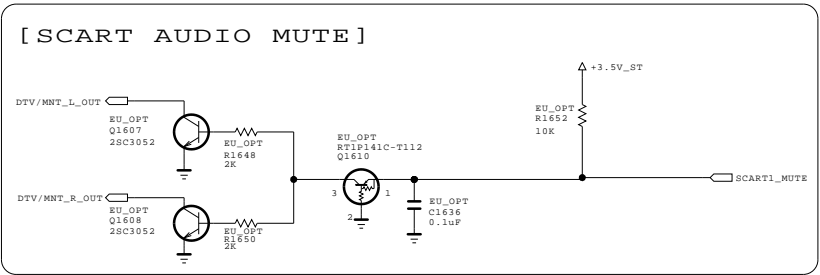 [SCART AUDIO MUTE]
+3.5V_ST
DTV/MNT_L_OUT
EU_OPT
Q1607
2SC3052
EU_OPT
R1648
2K
EU_OPT
RT1P141C-T112
Q1610
3
1
2
EU_OPT
R1652
10K
SCART1_MUTE
EU_OPT
C1636
0.1uF
DTV/MNT_R_OUT
EU_OPT
Q1608
2SC3052
EU_OPT
R1650
2K